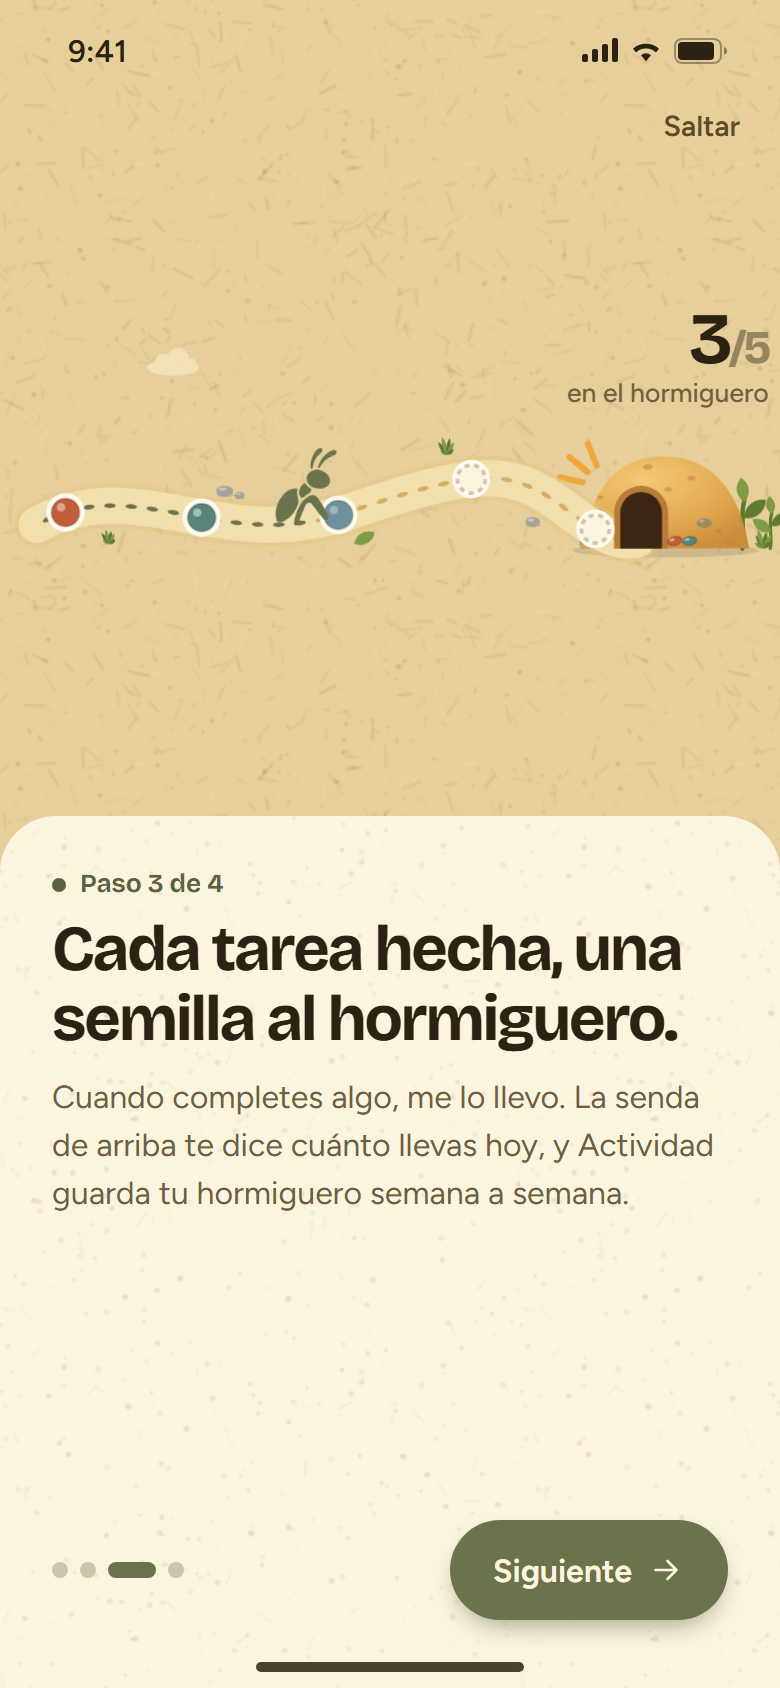 9:41
Saltar
3/5
en el hormiguero
Paso 3 de 4
Cada tarea hecha, una
semilla al hormiguero.
Cuando completes algo, me lo llevo. La senda
de arriba te dice cuánto llevas hoy, y Actividad
guarda tu hormiguero semana a semana.
Siguiente →